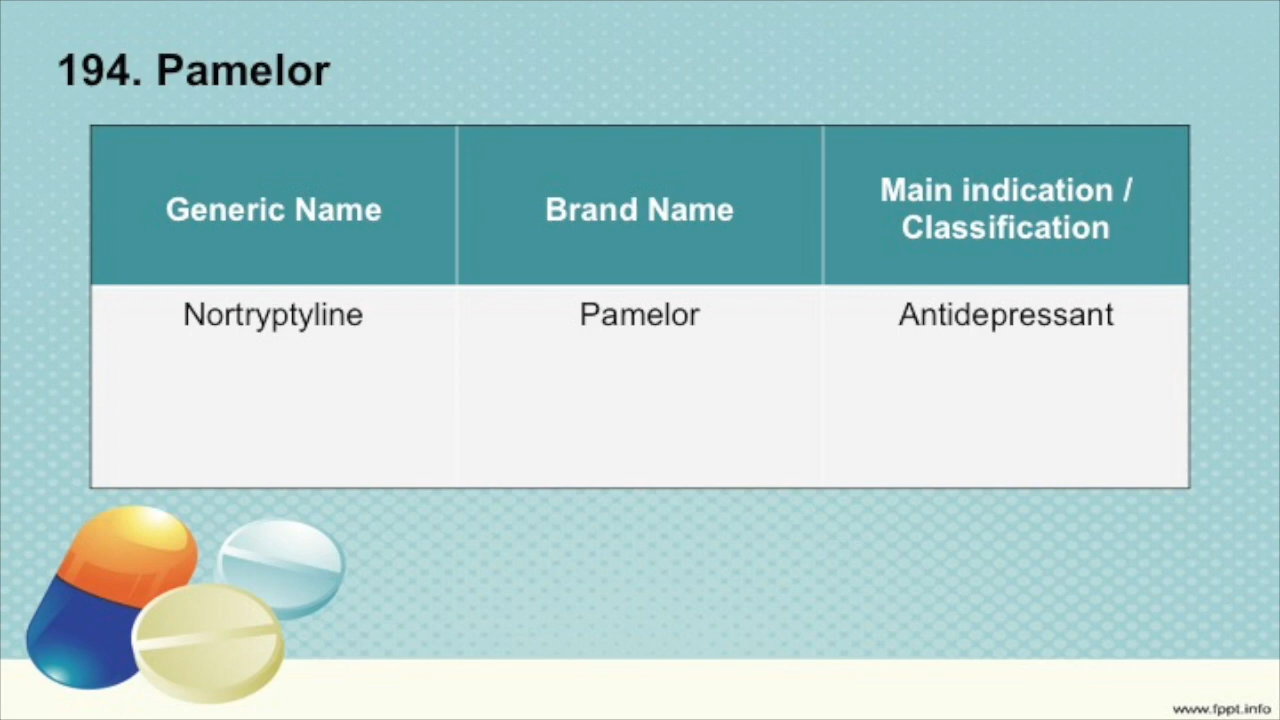 194. Pamelor
Generic Name
Brand Name
Main indication /
Classification
Nortryptyline
Pamelor
Antidepressant
www.fppt.info